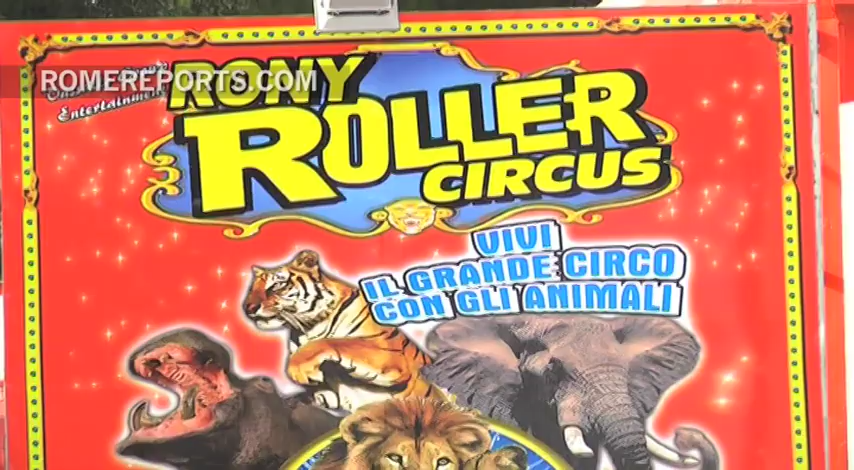 ROMEREPORTS.COM
Entertainment
RONY
ROLLER
CIRCUS
VIVI
IL GRANDE CIRCO
CON GLI ANIMALI